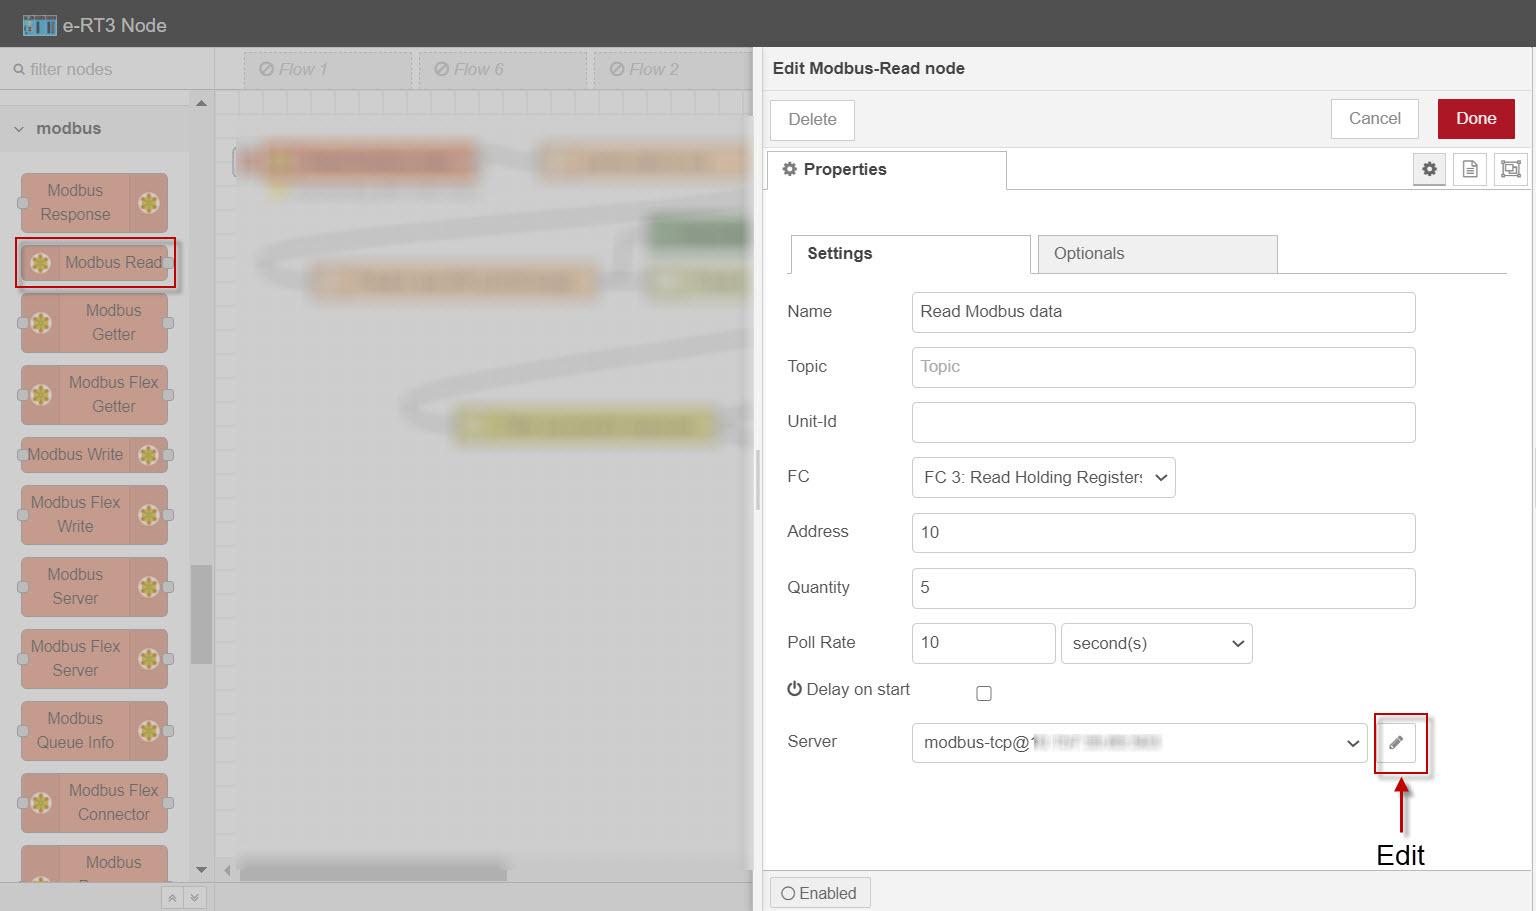 e-RT3 Node
filter nodes
Flow 1
Flow 6
Flow 2
modbus
Modbus
Response
Modbus Read
Modbus
Getter
Modbus Flex
Getter
Modbus Write
Modbus Flex
Write
Modbus
Server
Modbus Flex
Server
Modbus
Queue Info
Modbus Flex
Connector
Modbus
Edit Modbus-Read node
Delete
Cancel
Done
Properties
Settings
Optionals
Name
Read Modbus data
Topic
Topic
Unit-Id
FC
FC 3: Read Holding Registers
Address
10
Quantity
5
Poll Rate
10
second(s)
Delay on start
Server
modbus-tcp@1
Edit
Enabled